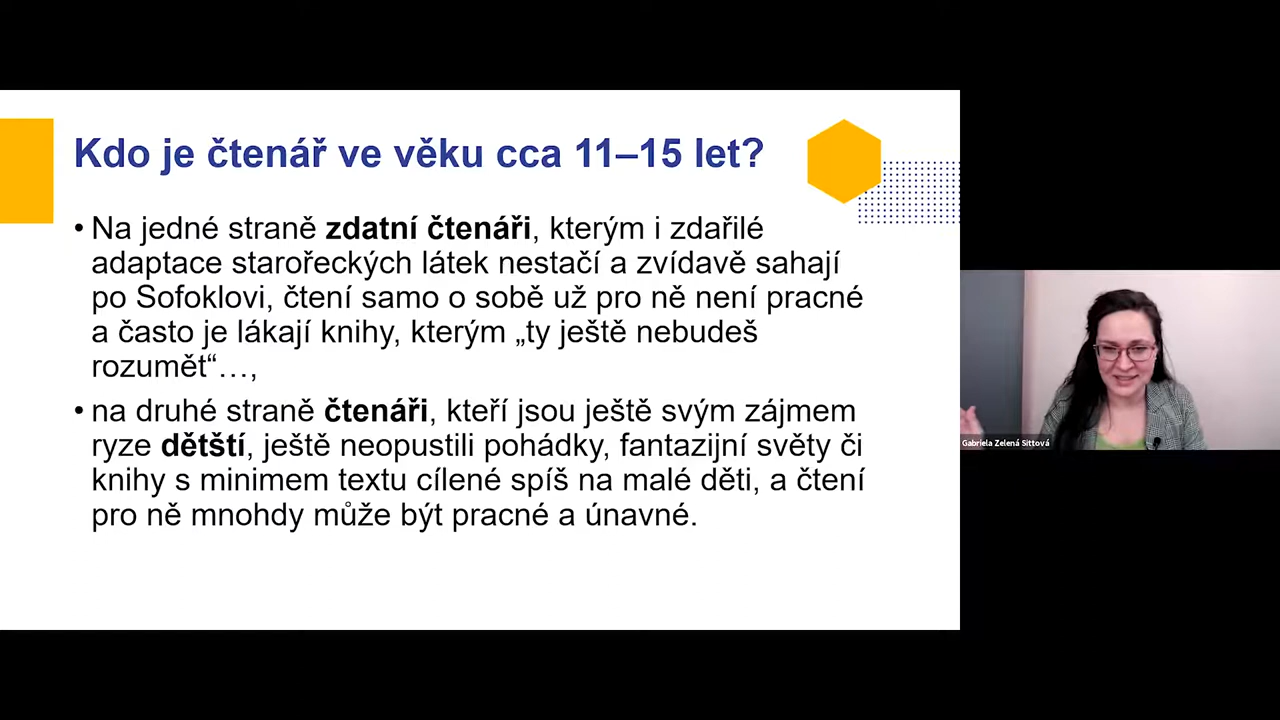 Kdo je čtenář ve věku cca 11–15 let?
• Na jedné straně zdatní čtenáři, kterým i zdařilé
adaptace starořeckých látek nestačí a zvídavě sahají
po Sofoklovi, čtení samo o sobě už pro ně není pracné
a často je lákají knihy, kterým „ty ještě nebudeš
rozumět“…,
• na druhé straně čtenáři, kteří jsou ještě svým zájmem
ryze dětští, ještě neopustili pohádky, fantazijní světy či
knihy s minimem textu cílené spíš na malé děti, a čtení
pro ně mnohdy může být pracné a únavné.
Gabriela Zelená Sittová